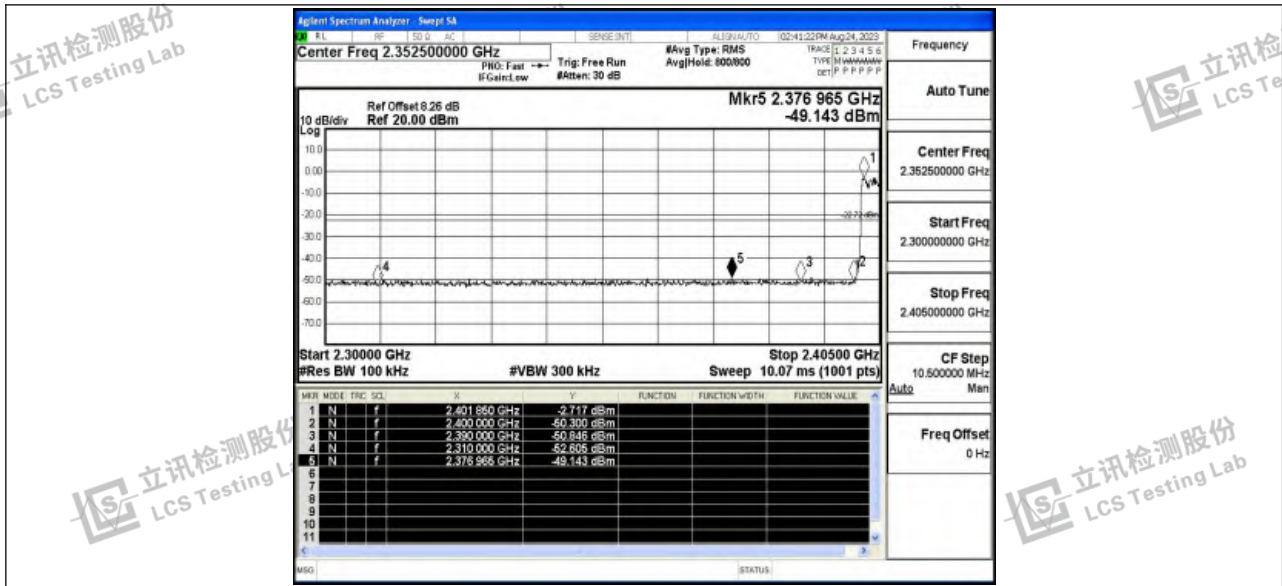 Agilent Spectrum Analyzer - Swept SA
RL RF 50 Ω AC SENSE:INT ALIGNAUTO 02:41:22PM Aug 24, 2023
Center Freq 2.352500000 GHz
PNO: Fast Trig: Free Run
IFGain:Low #Atten: 30 dB
#Avg Type: RMS
Avg|Hold: 800/800
TRACE 1 2 3 4 5 6
TYPE M WWWWW
DET P P P P P P
Ref Offset 8.26 dB
10 dB/div Ref 20.00 dBm
Log
Mkr5 2.376 965 GHz
-49.143 dBm
10.0
0.00
-10.0
-20.0
-30.0
-40.0
-50.0
-60.0
-70.0
1
4
5
3
2
Start 2.30000 GHz Stop 2.40500 GHz
#Res BW 100 kHz #VBW 300 kHz Sweep 10.07 ms (1001 pts)
MKR MODE TRC SCL X Y FUNCTION FUNCTION WIDTH FUNCTION VALUE
1 N f 2.401 850 GHz -2.717 dBm
2 N f 2.400 000 GHz -50.300 dBm
3 N f 2.390 000 GHz -50.846 dBm
4 N f 2.310 000 GHz -52.605 dBm
5 N f 2.376 965 GHz -49.143 dBm
6
7
8
9
10
11
MSG STATUS
Frequency
Auto Tune
Center Freq
2.352500000 GHz
Start Freq
2.300000000 GHz
Stop Freq
2.405000000 GHz
CF Step
10.500000 MHz
Auto Man
Freq Offset
0 Hz
立讯检测股份
LCS Testing Lab
立讯检
LCS Te
立讯检测股份
LCS Testing La
立讯检测股份
LCS Testing Lab